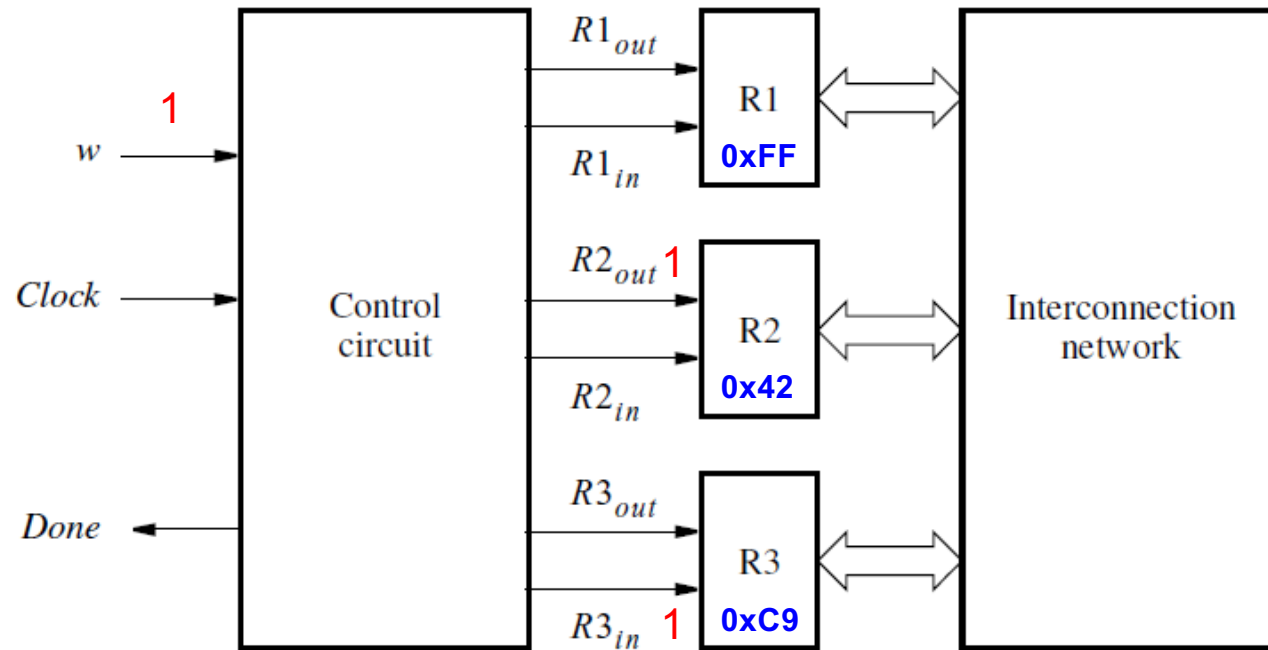 R1out
1
w
R1
0xFF
R1in
Clock
R2out 1
Control
circuit
R2
0x42
R2in
Interconnection
network
Done
R3out
R3
0xC9
R3in 1